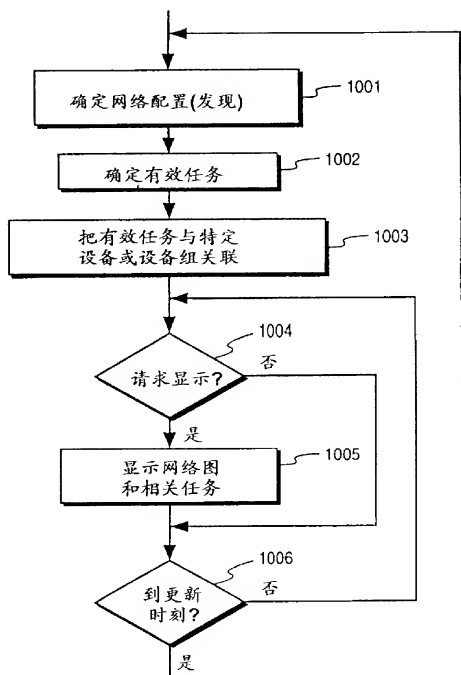 确定网络配置(发现)
1001
确定有效任务
1002
把有效任务与特定
设备或设备组关联
1003
请求显示?
1004
否
是
显示网络图
和相关任务
1005
到更新
时刻?
1006
否
是